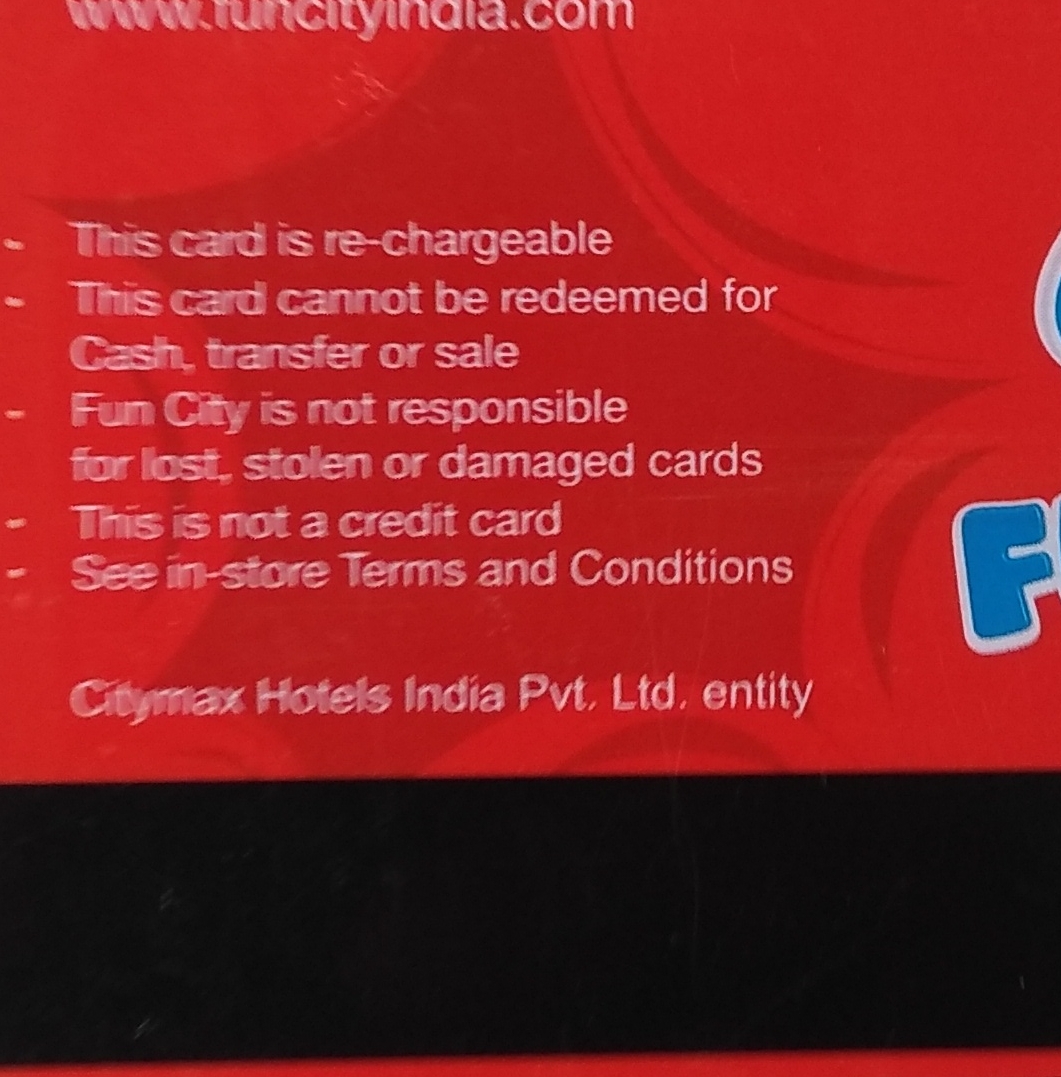 www.funcityindia.com
- This card is re-chargeable
- This card cannot be redeemed for
Cash, transfer or sale
- Fun City is not responsible
for lost, stolen or damaged cards
- This is not a credit card
- See in-store Terms and Conditions
Citymax Hotels India Pvt. Ltd. entity
F